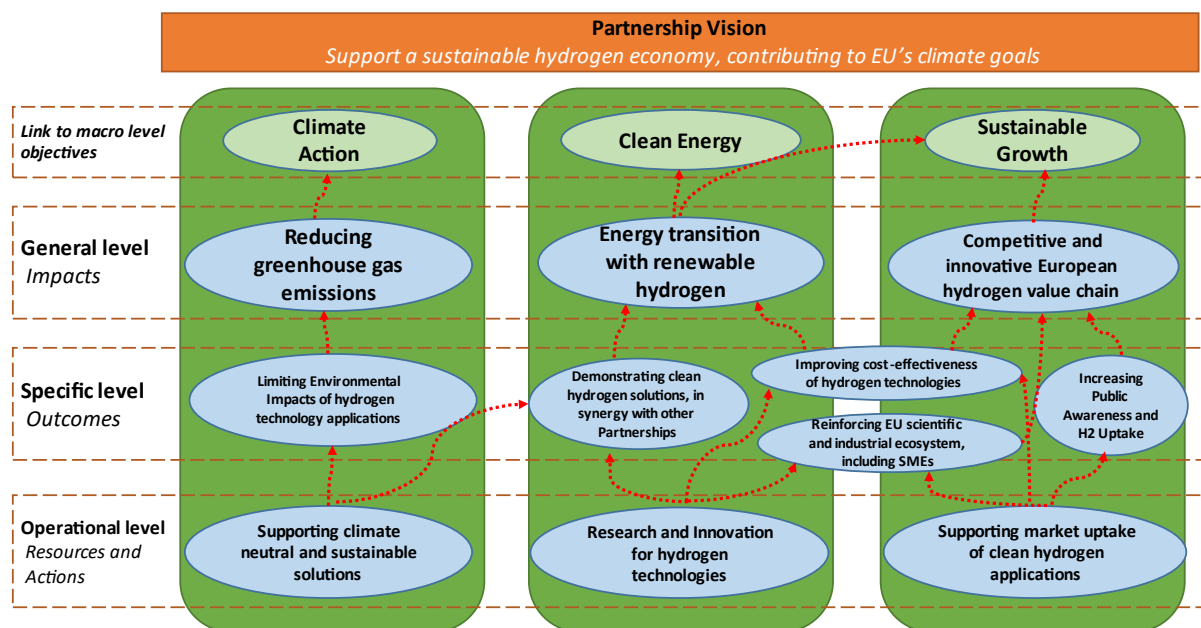 Partnership Vision
Support a sustainable hydrogen economy, contributing to EU's climate goals
Link to macro level
objectives
Climate
Action
Clean Energy
Sustainable
Growth
General level
Impacts
Reducing
greenhouse gas
emissions
Energy transition
with renewable
hydrogen
Competitive and
innovative European
hydrogen value chain
Specific level
Outcomes
Limiting Environmental
Impacts of hydrogen
technology applications
Demonstrating clean
hydrogen solutions, in
synergy with other
Partnerships
Improving cost-effectiveness
of hydrogen technologies
Reinforcing EU scientific
and industrial ecosystem,
including SMEs
Increasing
Public
Awareness and
H2 Uptake
Operational level
Resources and
Actions
Supporting climate
neutral and sustainable
solutions
Research and Innovation
for hydrogen
technologies
Supporting market uptake
of clean hydrogen
applications